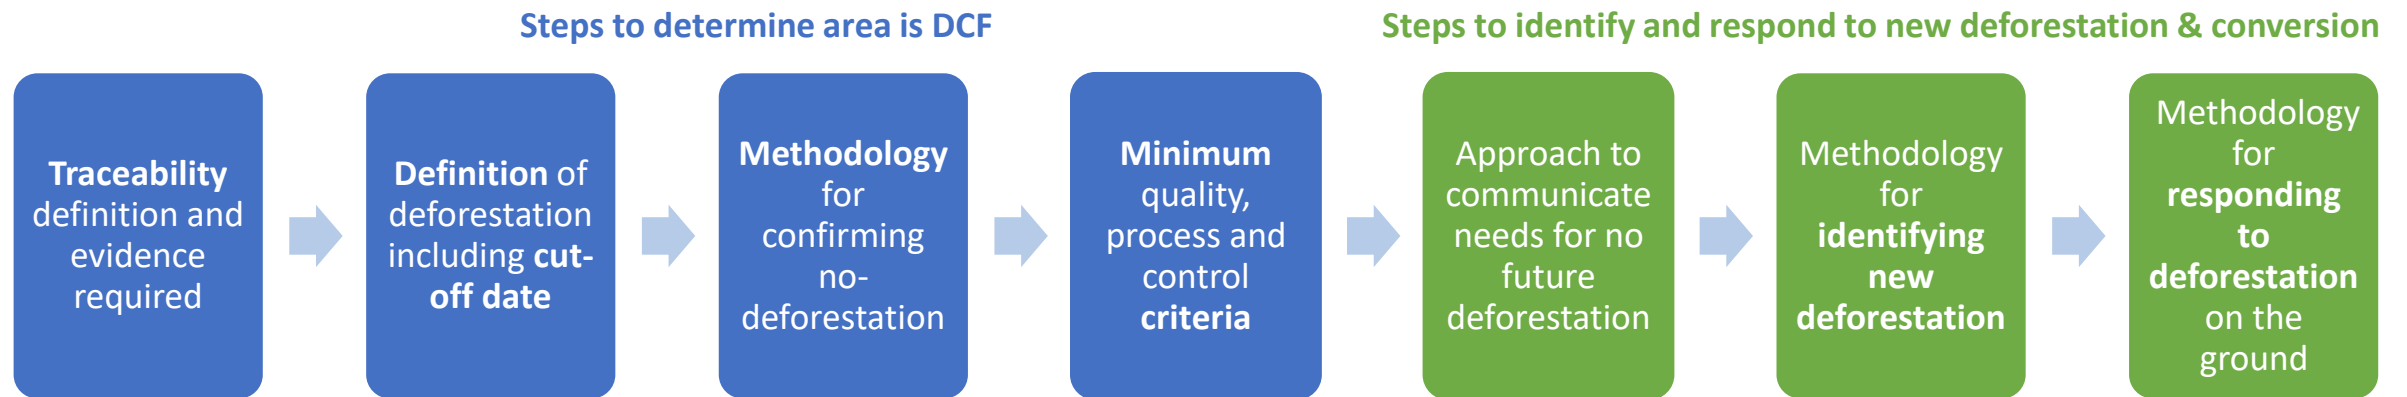 Steps to determine area is DCF
Steps to identify and respond to new deforestation & conversion
Traceability
definition and
evidence
required
Definition of
deforestation
including cut-
off date
Methodology
for
confirming
no-
deforestation
Minimum
quality,
process and
control
criteria
Approach to
communicate
needs for no
future
deforestation
Methodology
for
identifying
new
deforestation
Methodology
for
responding
to
deforestation
on the
ground